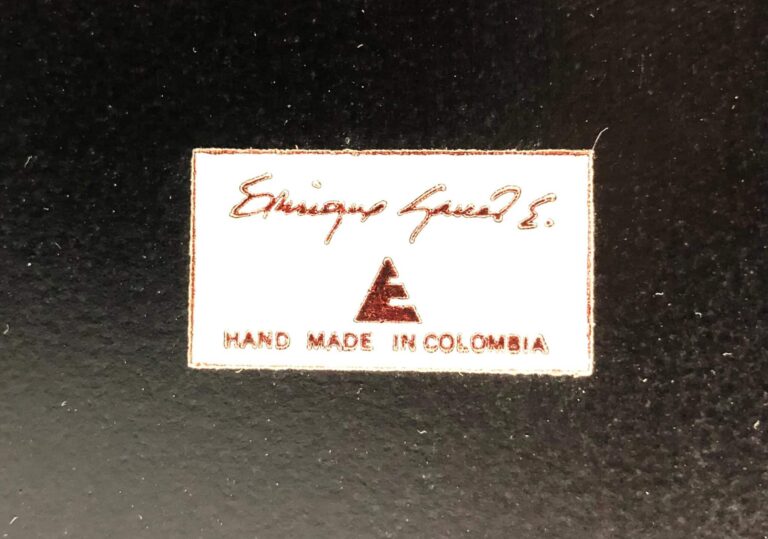 Enrique Garcel E.
E
HAND MADE IN COLOMBIA